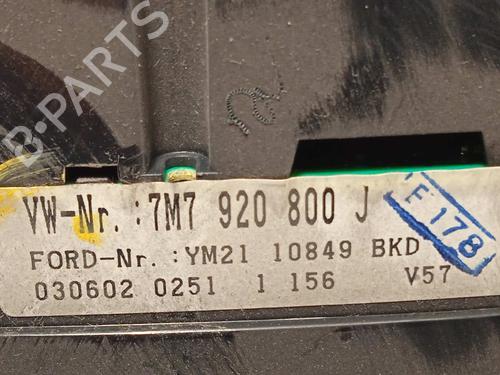 B-PARTS
VW-Nr. :7M7 920 800 J
FORD-Nr. :YM21 10849 BKD
030602 0251 1 156 V57
E 178